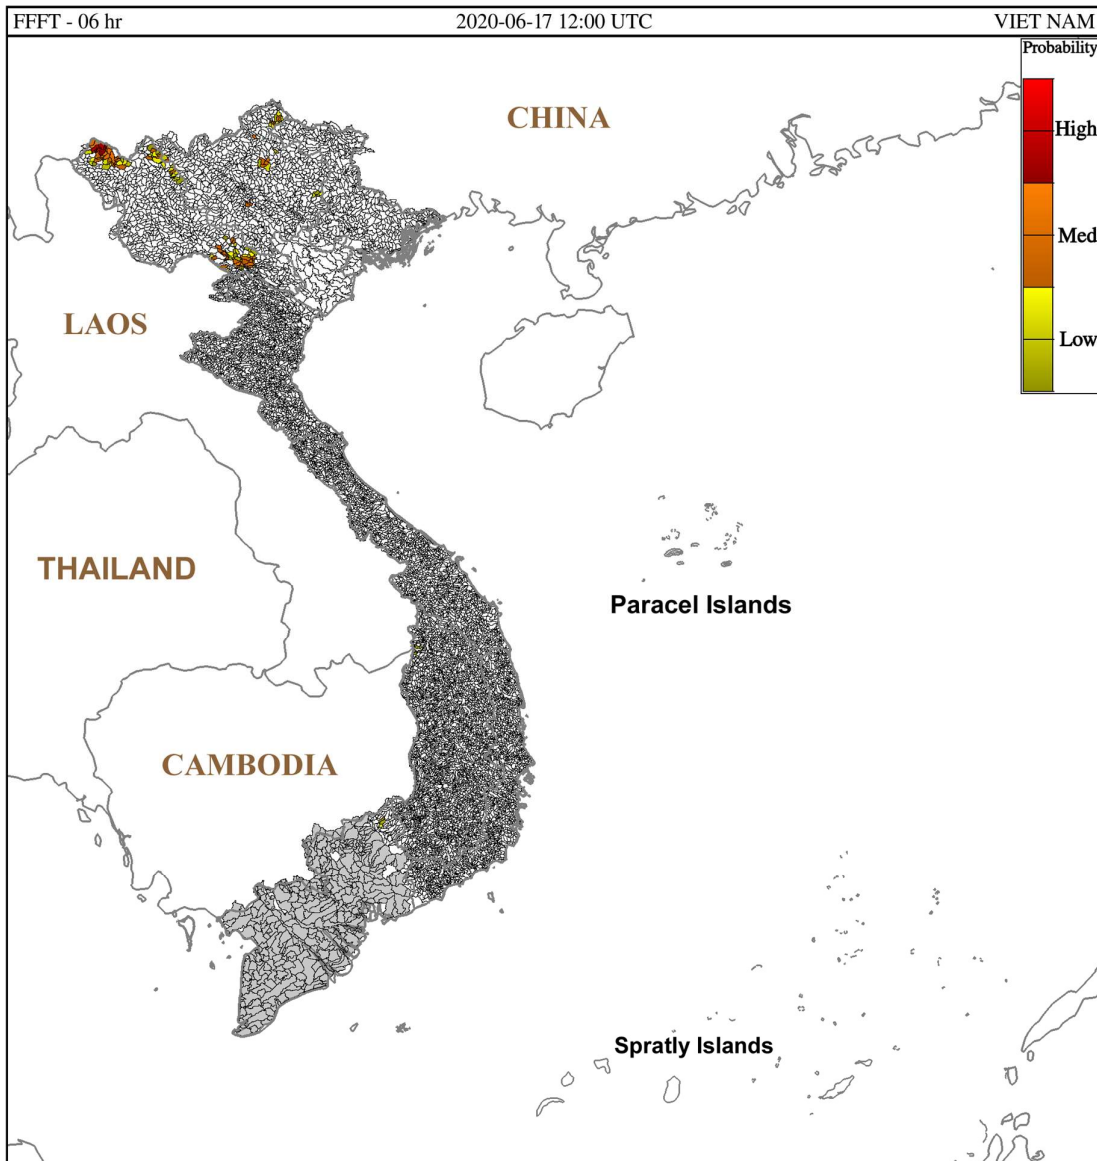 FFFT - 06 hr 2020-06-17 12:00 UTC VIET NAM
Probability
CHINA
High
Med
LAOS
Low
THAILAND
Paracel Islands
CAMBODIA
Spratly Islands